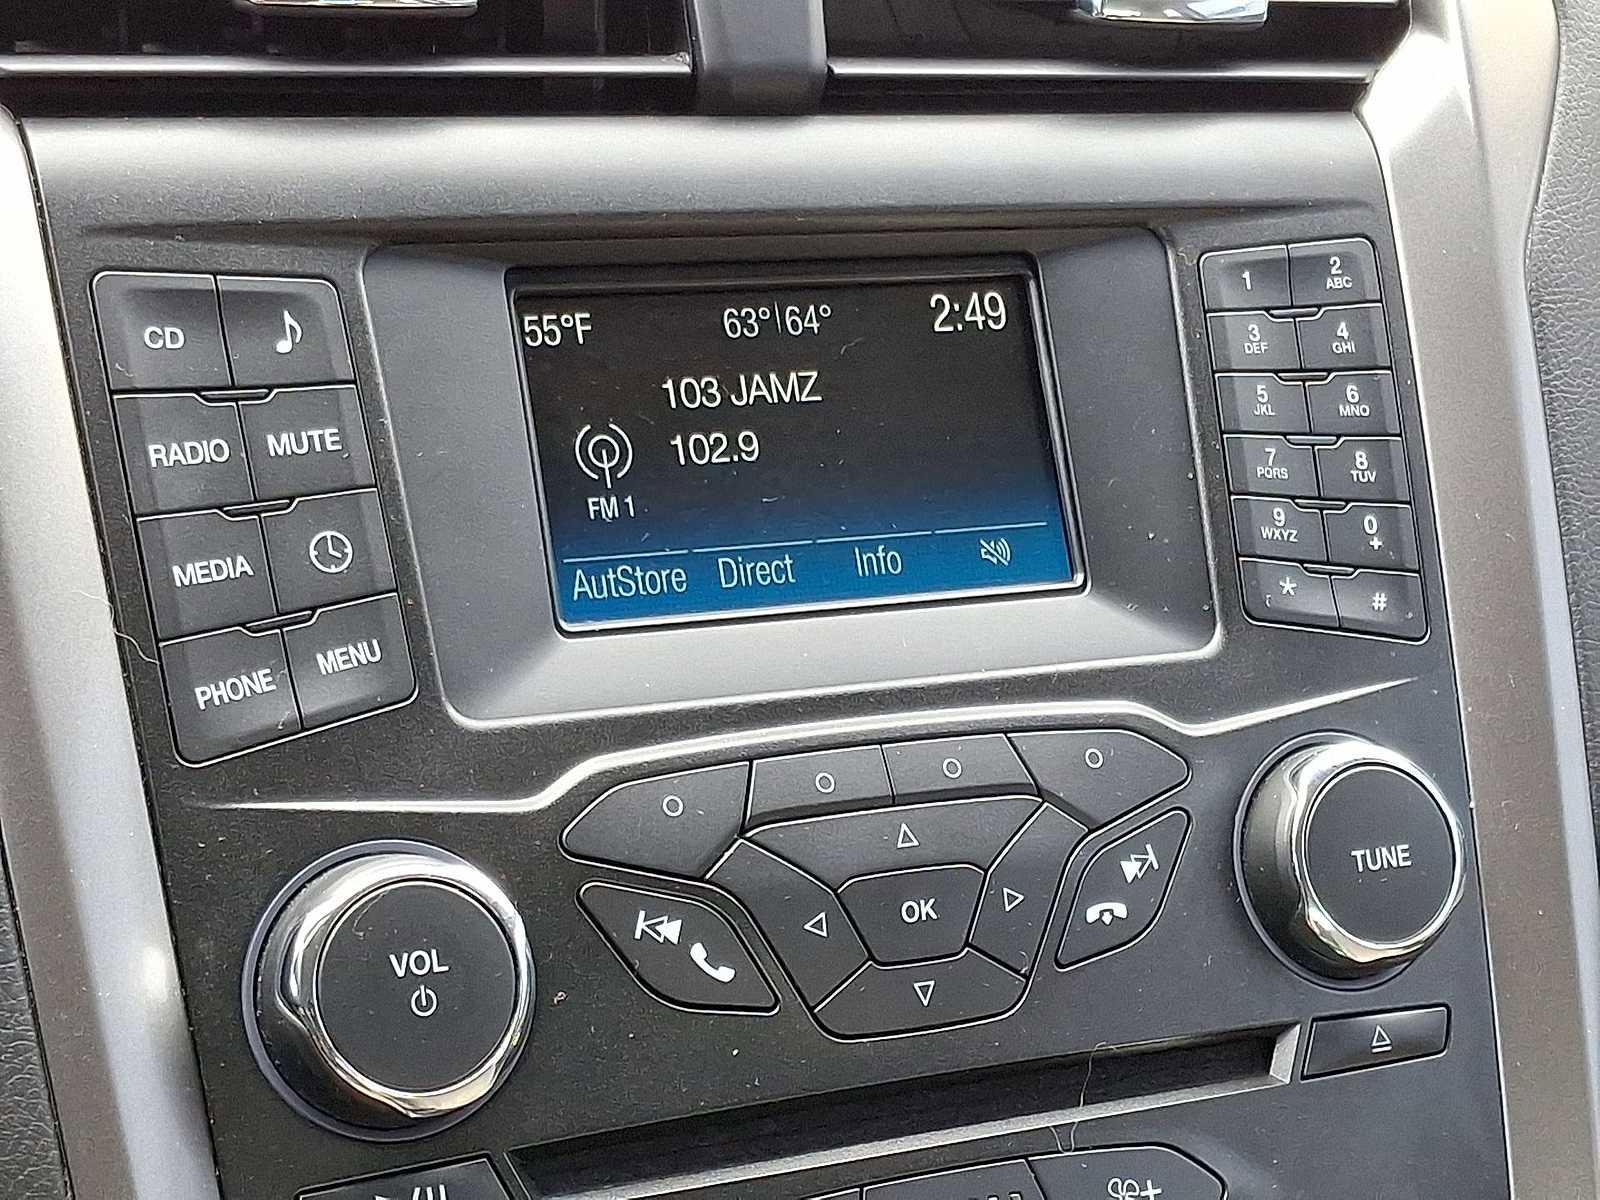 55°F 63°|64° 2:49
103 JAMZ
102.9
FM 1
AutStore Direct Info
CD
RADIO MUTE
MEDIA
PHONE MENU
1 2 ABC
3 DEF 4 GHI
5 JKL 6 MNO
7 PQRS 8 TUV
9 WXYZ 0 +
* #
OK
VOL
TUNE